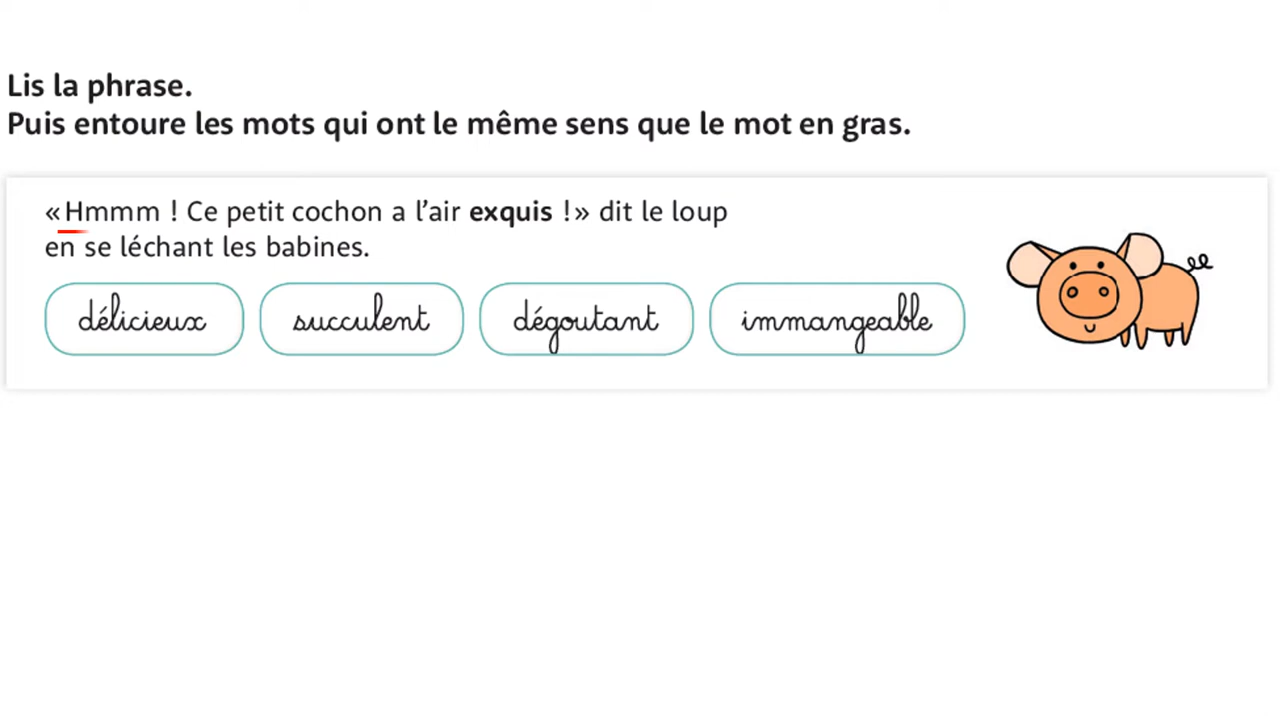 Lis la phrase.
Puis entoure les mots qui ont le même sens que le mot en gras.
« Hmmm ! Ce petit cochon a l’air exquis !» dit le loup
en se léchant les babines.
délicieux succulent dégoutant immangeable